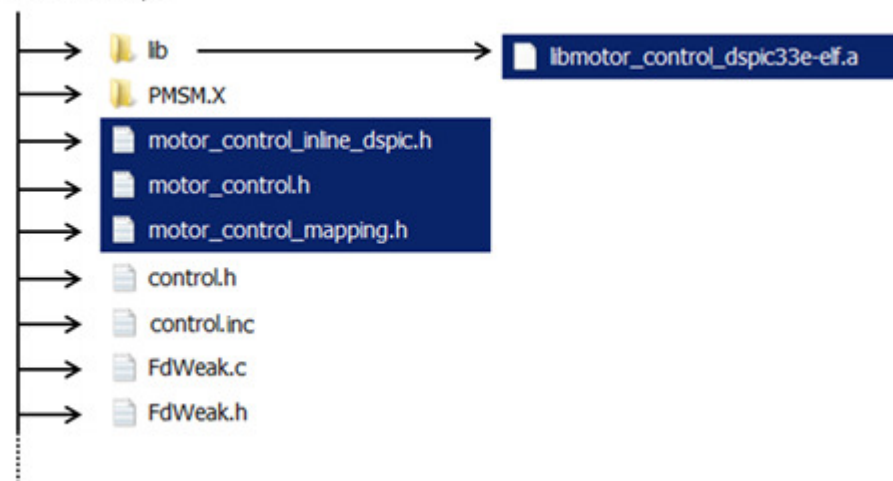 lib
libmotor_control_dspic33e-elf.a
PMSM.X
motor_control_inline_dspic.h
motor_control.h
motor_control_mapping.h
control.h
control.inc
FdWeak.c
FdWeak.h